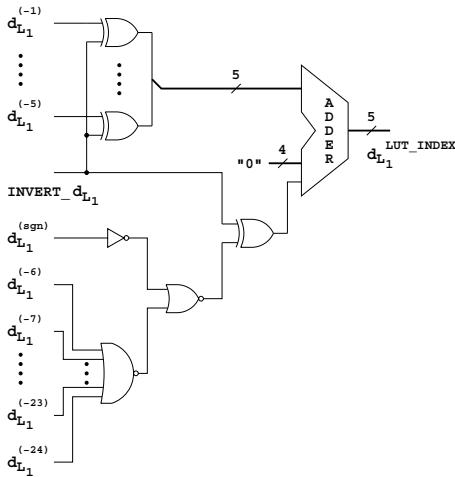 d_{L_1}^{(-1)}
d_{L_1}^{(-5)}
5
ADDER
5
d_{L_1}^{LUT_INDEX}
"0"
4
INVERT_d_{L_1}
d_{L_1}^{(sgn)}
d_{L_1}^{(-6)}
d_{L_1}^{(-7)}
d_{L_1}^{(-23)}
d_{L_1}^{(-24)}